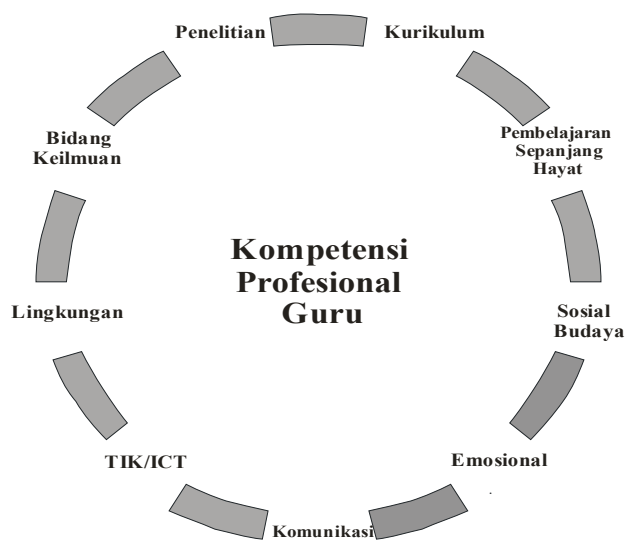 Penelitian
Kurikulum
Bidang
Keilmuan
Pembelajaran
Sepanjang
Hayat
Kompetensi
Profesional
Guru
Lingkungan
Sosial
Budaya
TIK/ICT
Emosional
Komunikasi